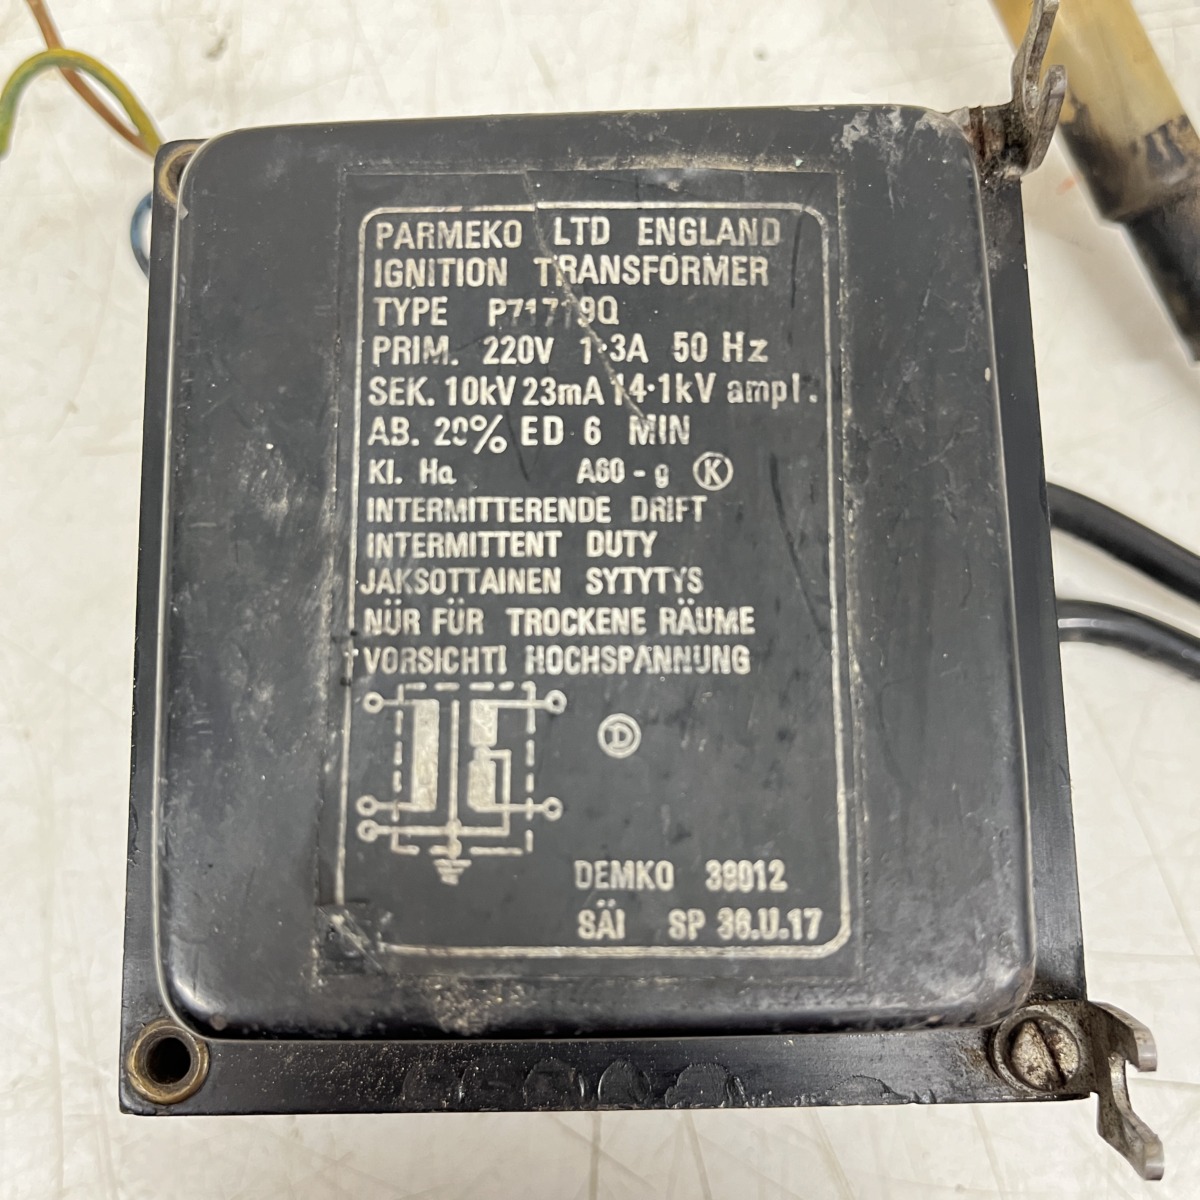 PARMEKO LTD ENGLAND
IGNITION TRANSFORMER
TYPE P71779Q
PRIM. 220V 1·3A 50 Hz
SEK. 10kV 23mA 14·1kV ampl.
AB. 20% ED 6 MIN
Kl. Ha A60 - g K
INTERMITTERENDE DRIFT
INTERMITTENT DUTY
JAKSOTTAINEN SYTYTYS
NÜR FÜR TROCKENE RÄUME
VORSICHT! HOCHSPANNUNG
D
DEMKO 39012
SÄI SP 36.U.17